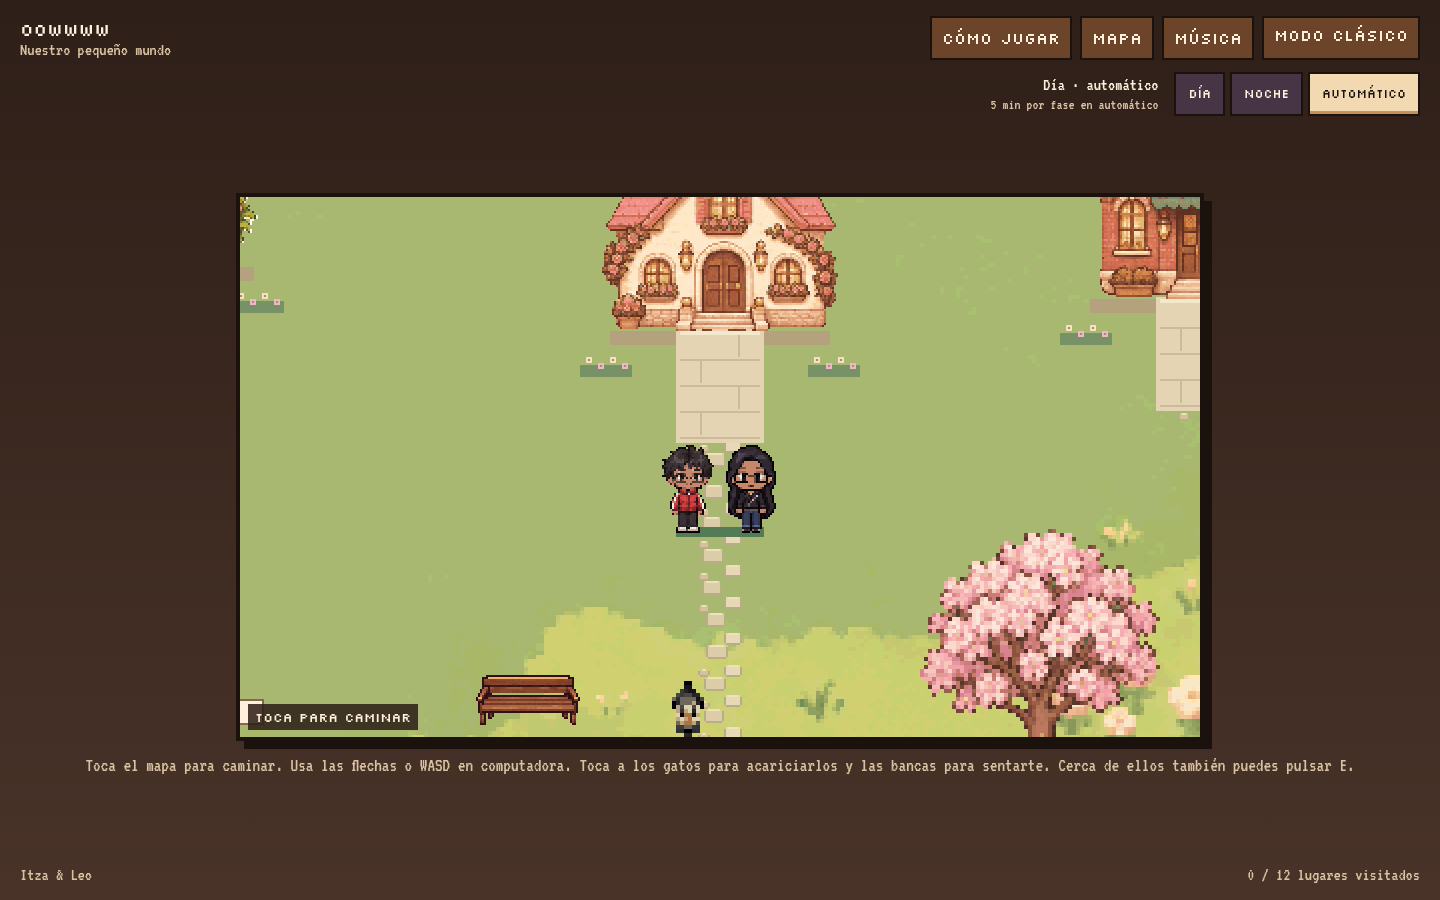 OOWWWW
Nuestro pequeño mundo
CÓMO JUGAR
MAPA
MÚSICA
MODO CLÁSICO
Día · automático
5 min por fase en automático
DÍA
NOCHE
AUTOMÁTICO
TOCA PARA CAMINAR
Toca el mapa para caminar. Usa las flechas o WASD en computadora. Toca a los gatos para acariciarlos y las bancas para sentarte. Cerca de ellos también puedes pulsar E.
Itza & Leo
0 / 12 lugares visitados